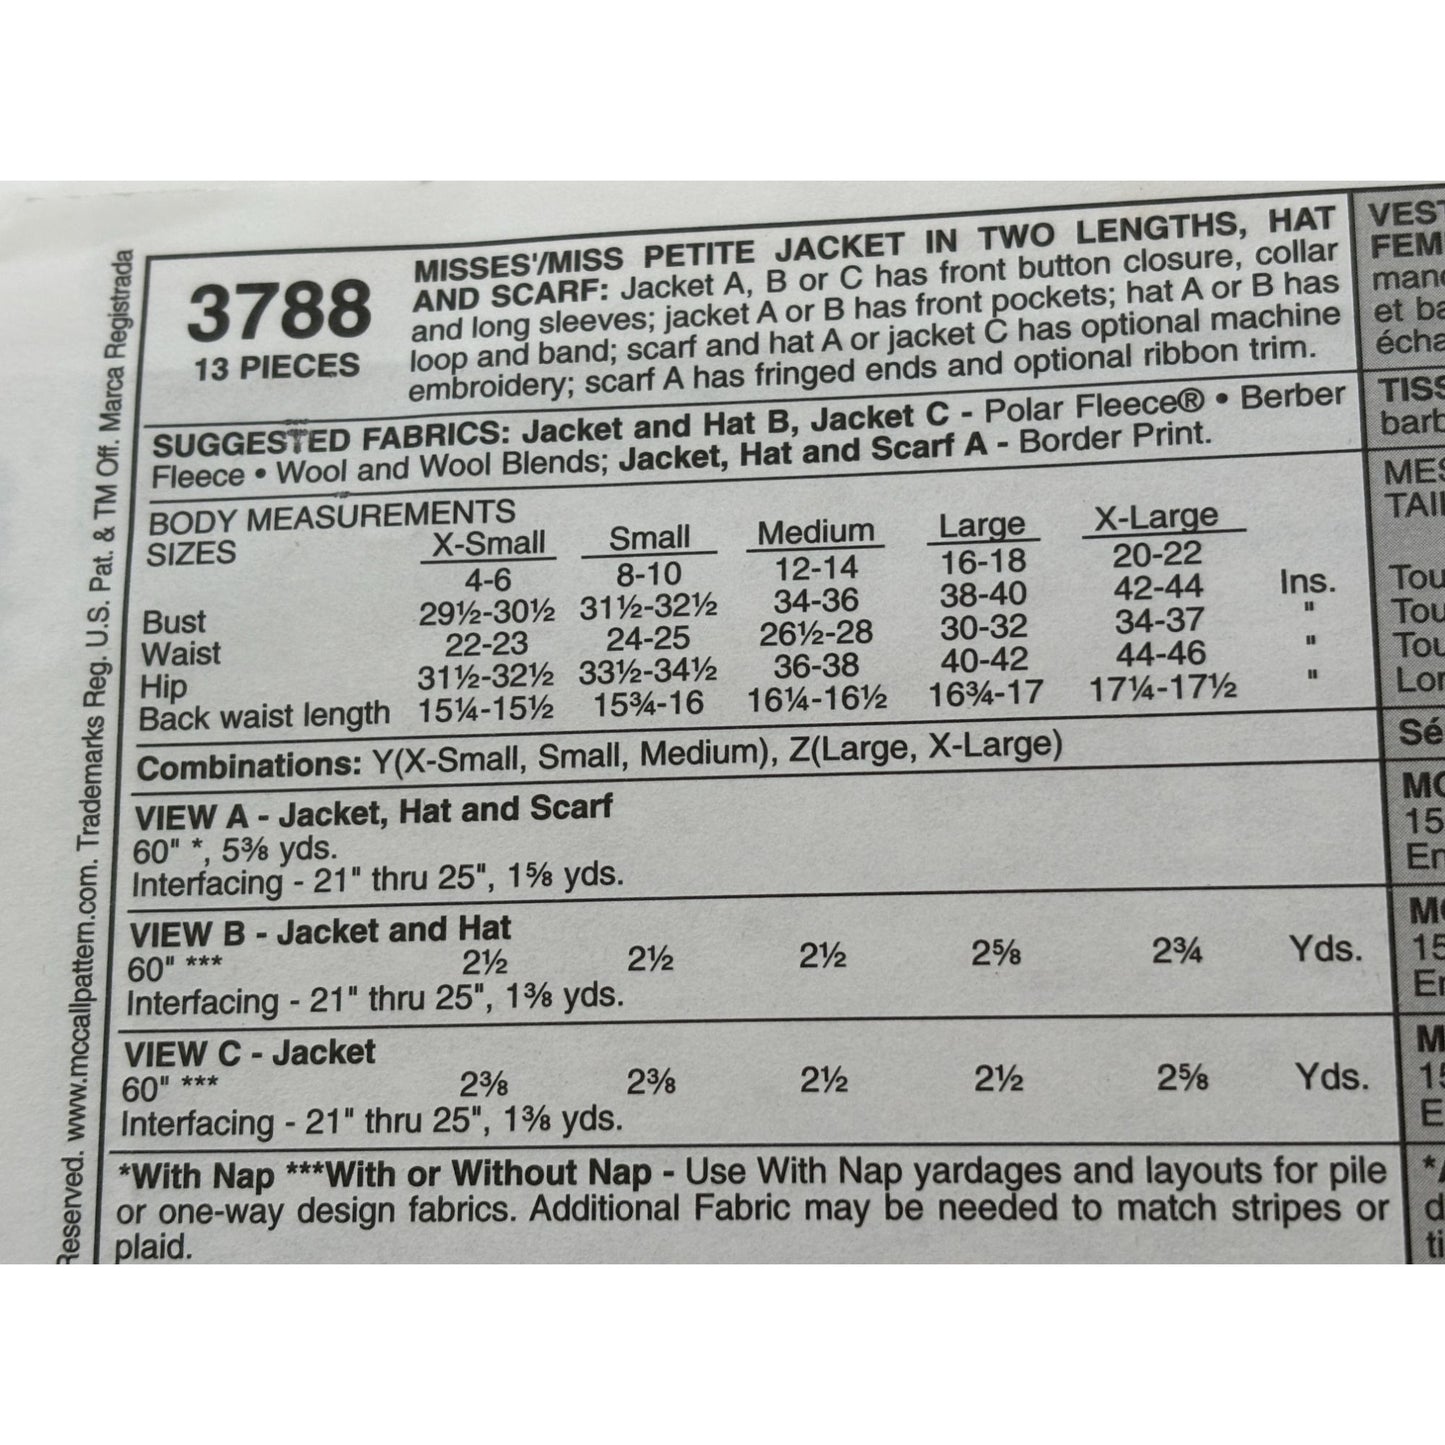 Reserved. www.mccallpattern.com. Trademarks Reg. U.S. Pat. & TM Off. Marca Registrada
3788
13 PIECES
MISSES'/MISS PETITE JACKET IN TWO LENGTHS, HAT
AND SCARF: Jacket A, B or C has front button closure, collar
and long sleeves; jacket A or B has front pockets; hat A or B has
loop and band; scarf and hat A or jacket C has optional machine
embroidery; scarf A has fringed ends and optional ribbon trim.
SUGGESTED FABRICS: Jacket and Hat B, Jacket C - Polar Fleece® • Berber
Fleece • Wool and Wool Blends; Jacket, Hat and Scarf A - Border Print.
BODY MEASUREMENTS
SIZES X-Small Small Medium Large X-Large
4-6 8-10 12-14 16-18 20-22
Bust 29½-30½ 31½-32½ 34-36 38-40 42-44 Ins.
Waist 22-23 24-25 26½-28 30-32 34-37 "
Hip 31½-32½ 33½-34½ 36-38 40-42 44-46 "
Back waist length 15¼-15½ 15¾-16 16¼-16½ 16¾-17 17¼-17½ "
Combinations: Y(X-Small, Small, Medium), Z(Large, X-Large)
VIEW A - Jacket, Hat and Scarf
60" *, 5⅜ yds.
Interfacing - 21" thru 25", 1⅝ yds.
VIEW B - Jacket and Hat
60" *** 2½ 2½ 2½ 2⅝ 2¾ Yds.
Interfacing - 21" thru 25", 1⅜ yds.
VIEW C - Jacket
60" *** 2⅜ 2⅜ 2½ 2½ 2⅝ Yds.
Interfacing - 21" thru 25", 1⅜ yds.
*With Nap ***With or Without Nap - Use With Nap yardages and layouts for pile
or one-way design fabrics. Additional Fabric may be needed to match stripes or
plaid.
et